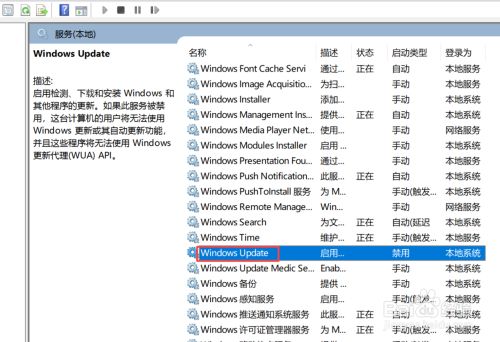 服务(本地)
Windows Update
描述:
启用检测、下载和安装 Windows 和
其他程序的更新。如果此服务被禁
用，这台计算机的用户将无法使用
Windows 更新或其自动更新功能，
并且这些程序将无法使用 Windows
更新代理(WUA) API。
名称 描述 状态 启动类型 登录为
Windows Font Cache Servi 通过... 正在 自动 本地服务
Windows Image Acquisitio... 为扫... 手动 本地服务
Windows Installer 添加... 手动 本地系统
Windows Management Ins... 提供... 正在 自动 本地系统
Windows Media Player Net... 使用... 手动 网络服务
Windows Modules Installer 启用... 手动 本地系统
Windows Presentation Fou... 通过... 手动 本地服务
Windows Push Notification... 此服... 正在 自动 本地系统
Windows PushToInstall 服务 为 M... 手动(触发... 本地系统
Windows Remote Manage... Win... 手动 网络服务
Windows Search 为文... 正在 自动(延迟 本地系统
Windows Time 维护... 正在 手动(触发... 本地服务
Windows Update 启用... 禁用 本地系统
Windows Update Medic Se... Enab... 手动 本地系统
Windows 备份 提供 ... 手动 本地系统
Windows 感知服务 启用... 手动(触发... 本地系统
Windows 推送通知系统服务 此服... 正在 自动 本地系统
Windows 许可证管理器服务 为 M... 正在 手动(触发... 本地服务